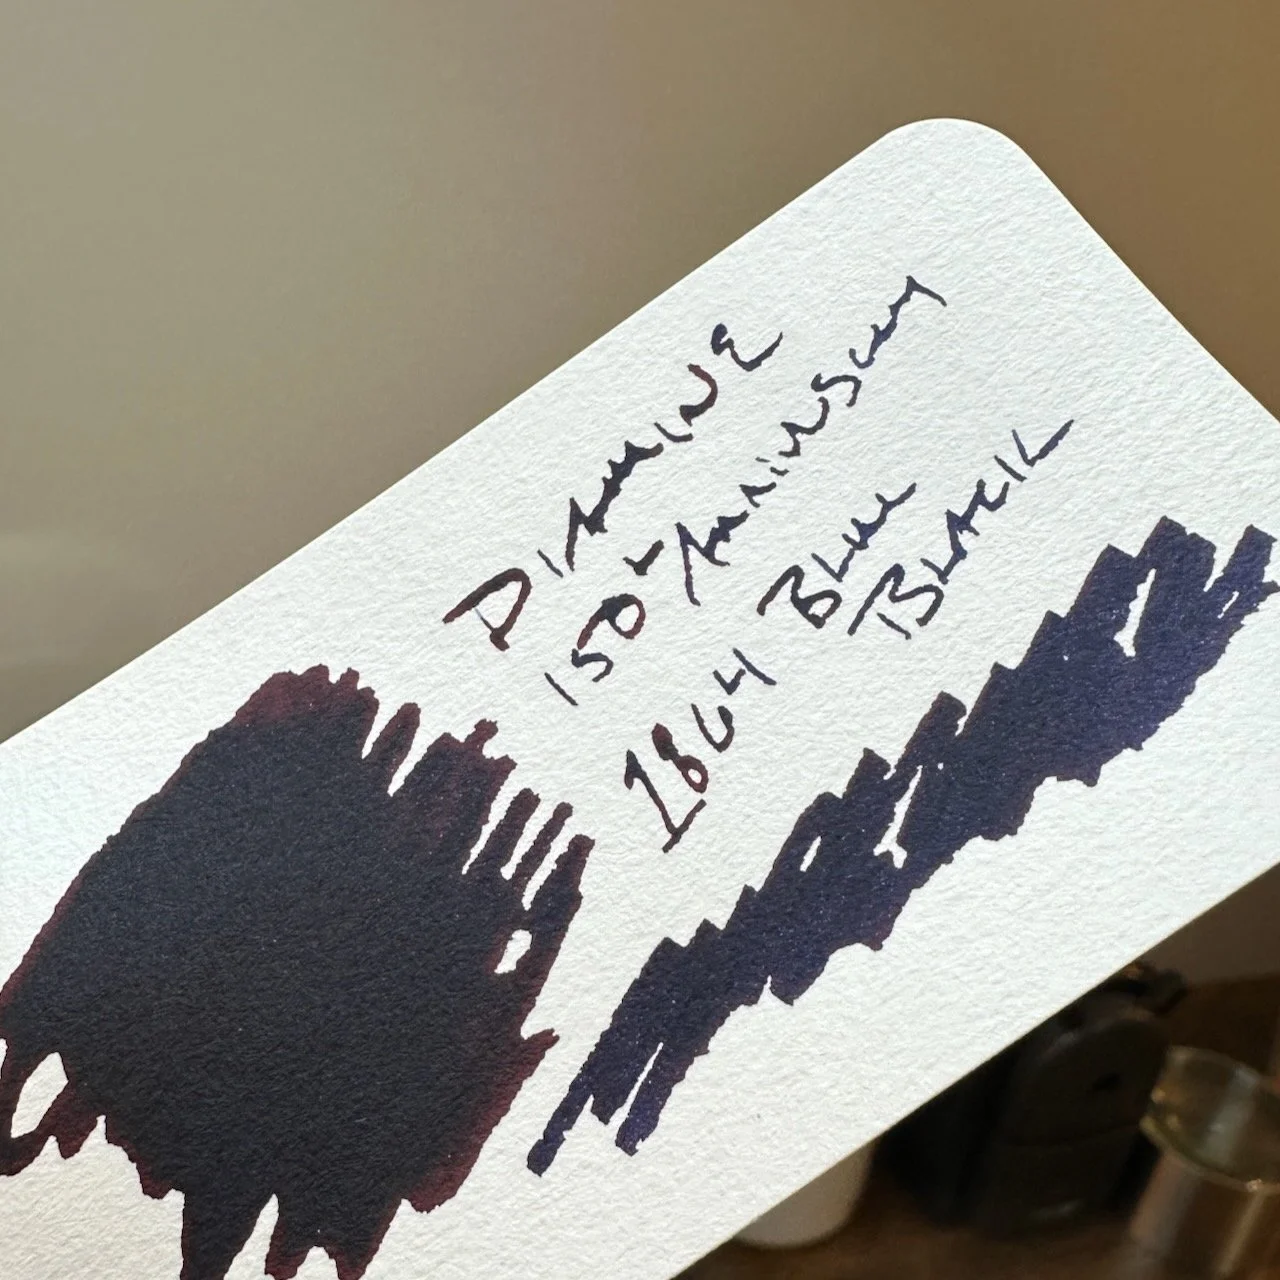 DIAMINE
150th Anniversary
1864 BLUE
BLACK